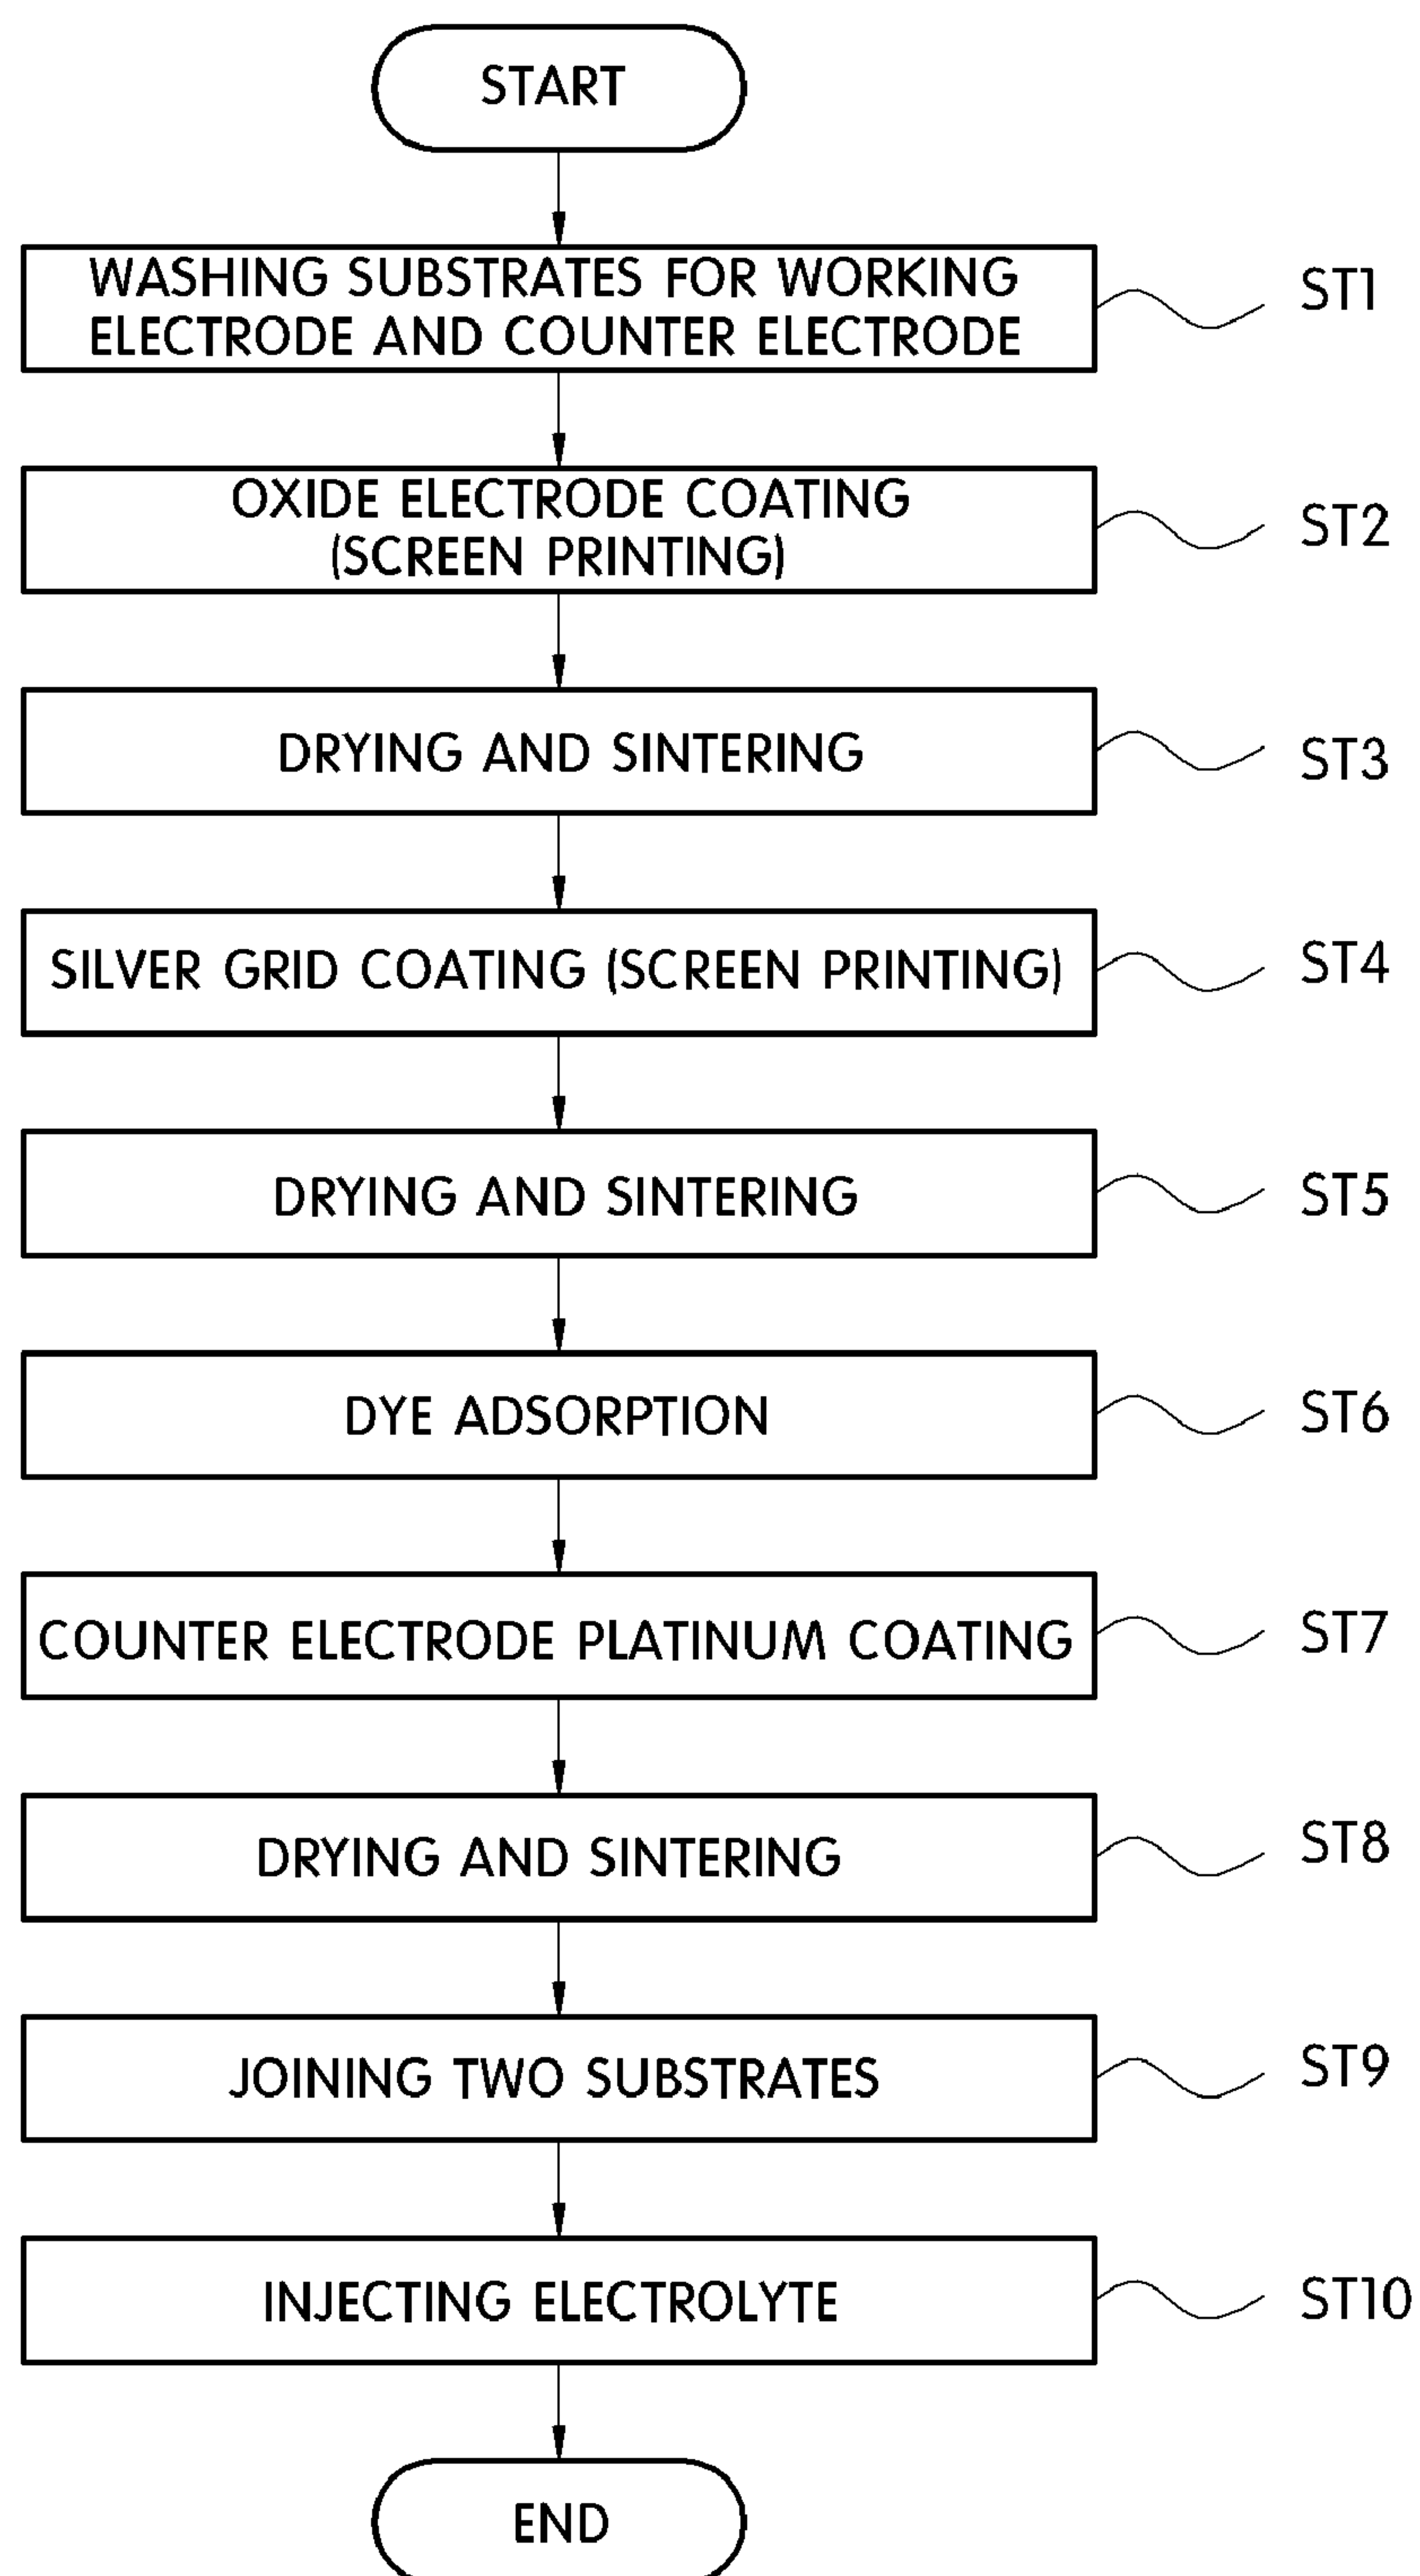 START
WASHING SUBSTRATES FOR WORKING
ELECTRODE AND COUNTER ELECTRODE
ST1
OXIDE ELECTRODE COATING
(SCREEN PRINTING)
ST2
DRYING AND SINTERING
ST3
SILVER GRID COATING (SCREEN PRINTING)
ST4
DRYING AND SINTERING
ST5
DYE ADSORPTION
ST6
COUNTER ELECTRODE PLATINUM COATING
ST7
DRYING AND SINTERING
ST8
JOINING TWO SUBSTRATES
ST9
INJECTING ELECTROLYTE
ST10
END